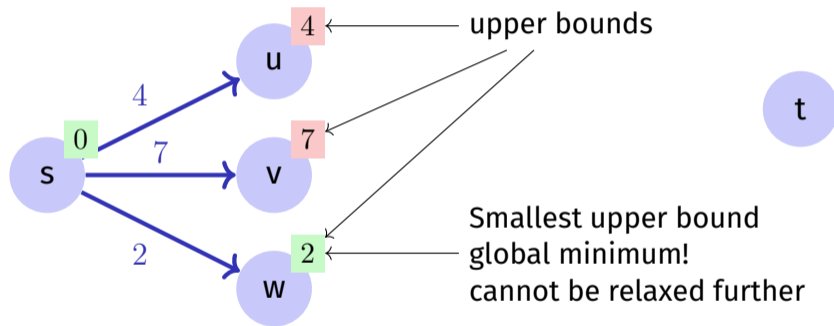 4
upper bounds
u
4
t
0
7
7
s
v
Smallest upper bound
2
2
global minimum!
w
cannot be relaxed further